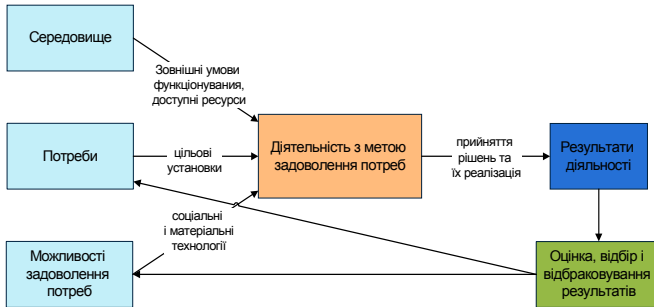 Середовище
Зовнішні умови
функціонування,
доступні ресурси
Потреби
цільові
установки
Діяльність з метою
задоволення потреб
прийняття
рішень та
їх реалізація
Результати
діяльності
соціальні
і матеріальні
технології
Можливості
задоволення
потреб
Оцінка, відбір і
відбраковування
результатів